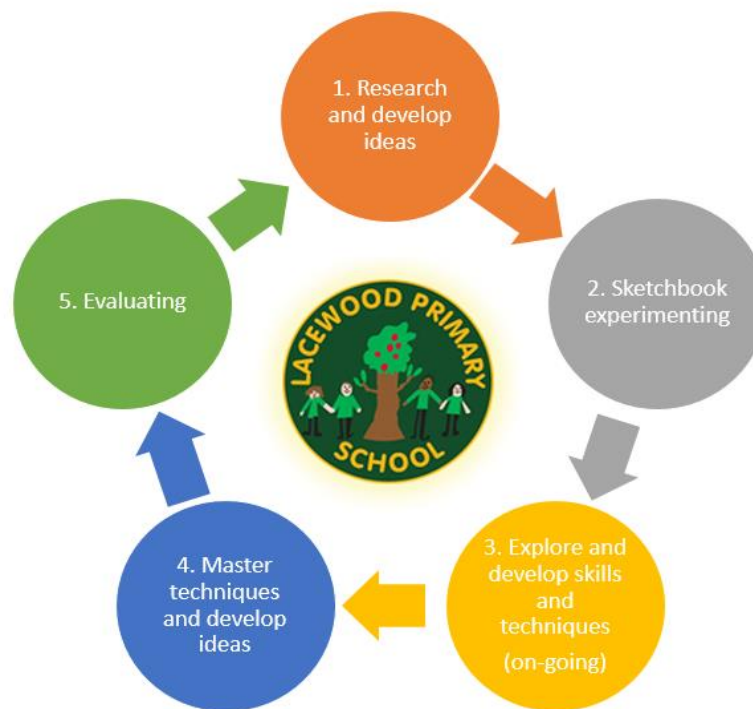 1. Research
and develop
ideas
2. Sketchbook
experimenting
3. Explore and
develop skills
and
techniques
(on-going)
4. Master
techniques
and develop
ideas
5. Evaluating
LACEWOOD PRIMARY
SCHOOL